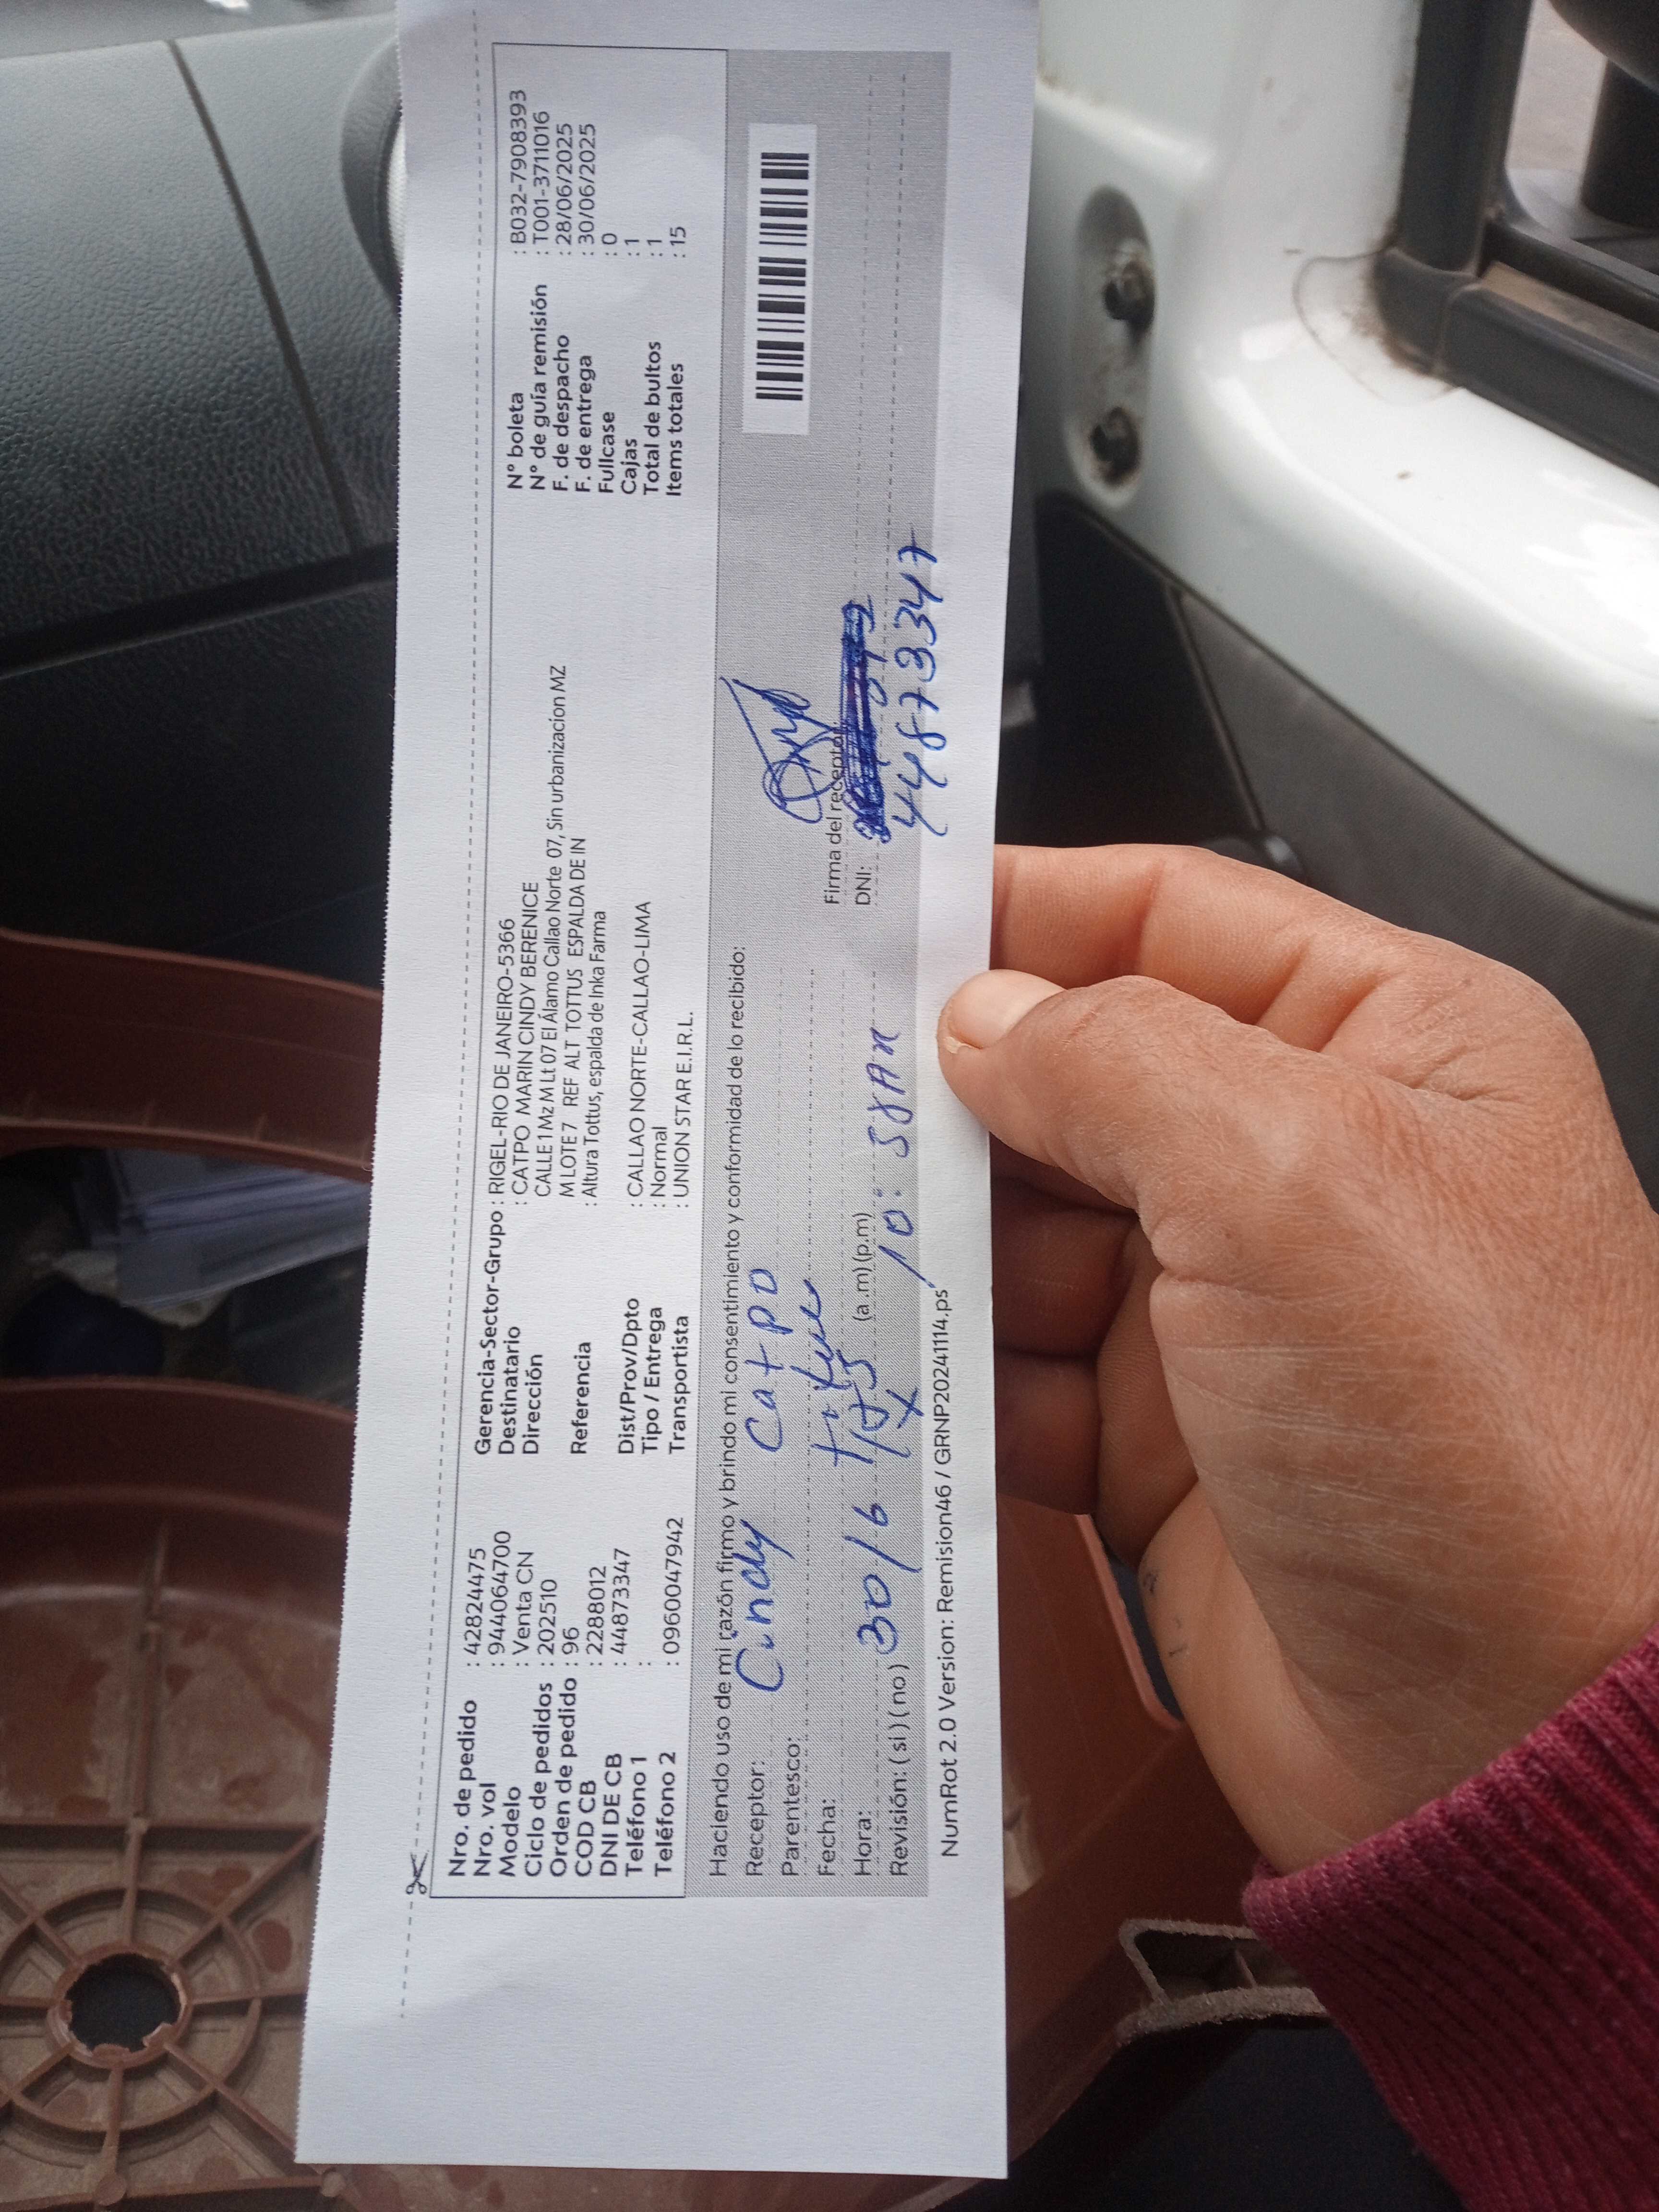 Nro. de pedido : 42824475
Nro. vol : 944064700
Modelo : Venta CN
Ciclo de pedidos : 202510
Orden de pedido : 96
COD CB : 2288012
DNI DE CB : 44873347
Teléfono 1 :
Teléfono 2 : 0960047942
Gerencia-Sector-Grupo : RIGEL-RIO DE JANEIRO-5366
Destinatario : CATPO MARIN CINDY BERENICE
Dirección CALLE 1 Mz M Lt 07 El Álamo Callao Norte 07, Sin urbanizacion MZ
M LOTE 7 REF ALT TOTTUS ESPALDA DE IN
Referencia : Altura Tottus, espalda de Inka Farma
Dist/Prov/Dpto : CALLAO NORTE-CALLAO-LIMA
Tipo / Entrega : Normal
Transportista : UNION STAR E.I.R.L.
N° boleta : B032-7908393
N° de guía remisión : T001-3711016
F. de despacho : 28/06/2025
F. de entrega : 30/06/2025
Fullcase : 0
Cajas : 1
Total de bultos : 1
Items totales : 15
Haciendo uso de mi razón firmo y brindo mi consentimiento y conformidad de lo recibido:
Receptor: Cindy Catpo
Parentesco:
Fecha: 30/6
Hora: (a.m) (p.m) 10:58AM
Revisión: ( si ) ( no ) X
Firma del receptor
DNI: 44873347
NumRot 2.0 Version: Remision46 / GRNP20241114.ps